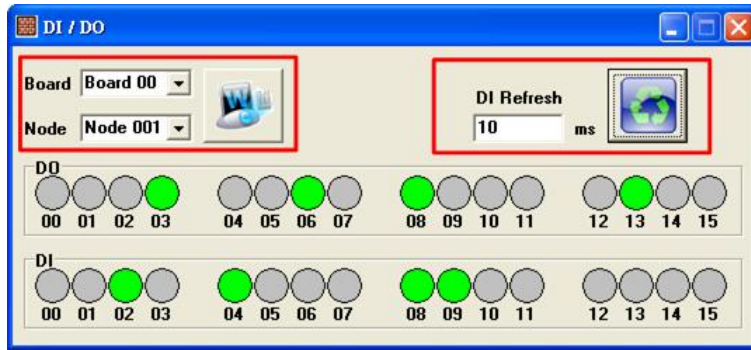 DI / DO
Board Board 00
Node Node 001
DI Refresh
10 ms
DO
00 01 02 03 04 05 06 07 08 09 10 11 12 13 14 15
DI
00 01 02 03 04 05 06 07 08 09 10 11 12 13 14 15